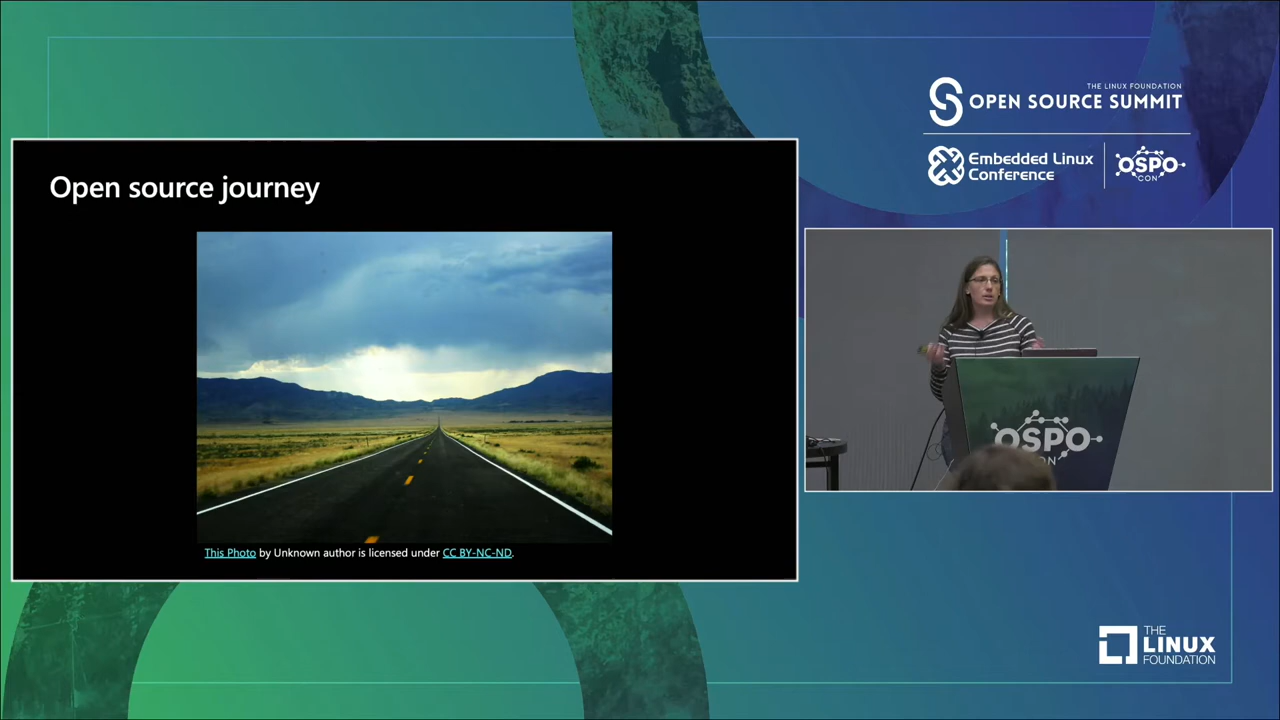 THE LINUX FOUNDATION
OPEN SOURCE SUMMIT
Embedded Linux
Conference
OSPO
CON
Open source journey
This Photo by Unknown author is licensed under CC BY-NC-ND.
OSPO
CON
THE
LINUX
FOUNDATION